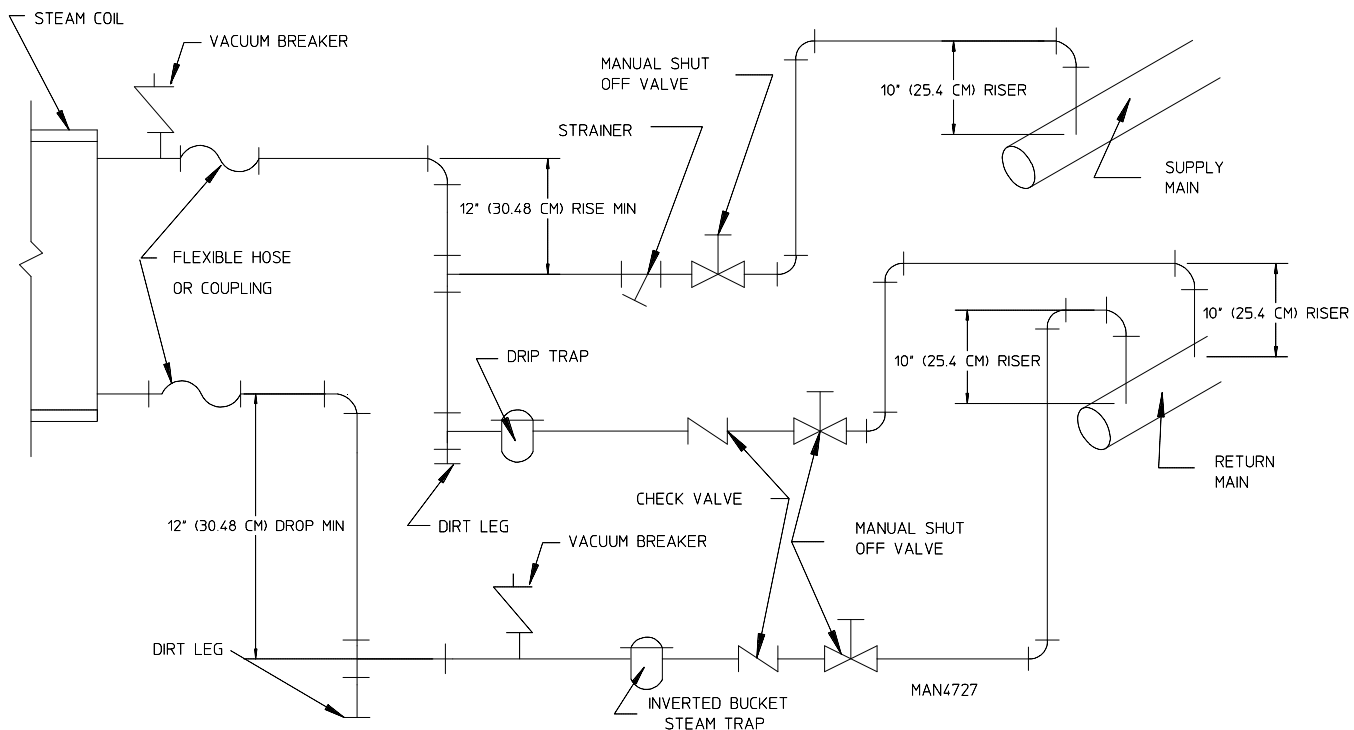 STEAM COIL
VACUUM BREAKER
MANUAL SHUT
OFF VALVE
10" (25.4 CM) RISER
STRAINER
SUPPLY
MAIN
12" (30.48 CM) RISE MIN
FLEXIBLE HOSE
OR COUPLING
10" (25.4 CM) RISER
DRIP TRAP
10" (25.4 CM) RISER
RETURN
MAIN
CHECK VALVE
12" (30.48 CM) DROP MIN
DIRT LEG
MANUAL SHUT
OFF VALVE
VACUUM BREAKER
DIRT LEG
MAN4727
INVERTED BUCKET
STEAM TRAP